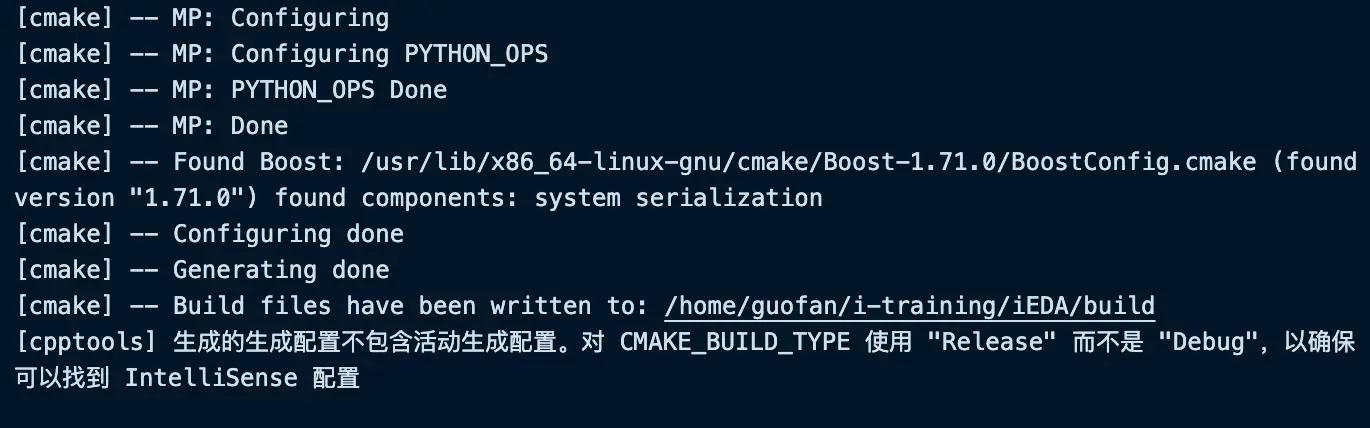 [cmake] -- MP: Configuring
[cmake] -- MP: Configuring PYTHON_OPS
[cmake] -- MP: PYTHON_OPS Done
[cmake] -- MP: Done
[cmake] -- Found Boost: /usr/lib/x86_64-linux-gnu/cmake/Boost-1.71.0/BoostConfig.cmake (found
version "1.71.0") found components: system serialization
[cmake] -- Configuring done
[cmake] -- Generating done
[cmake] -- Build files have been written to: /home/guofan/i-training/iEDA/build
[cpptools] 生成的生成配置不包含活动生成配置。对 CMAKE_BUILD_TYPE 使用 "Release" 而不是 "Debug"，以确保
可以找到 IntelliSense 配置